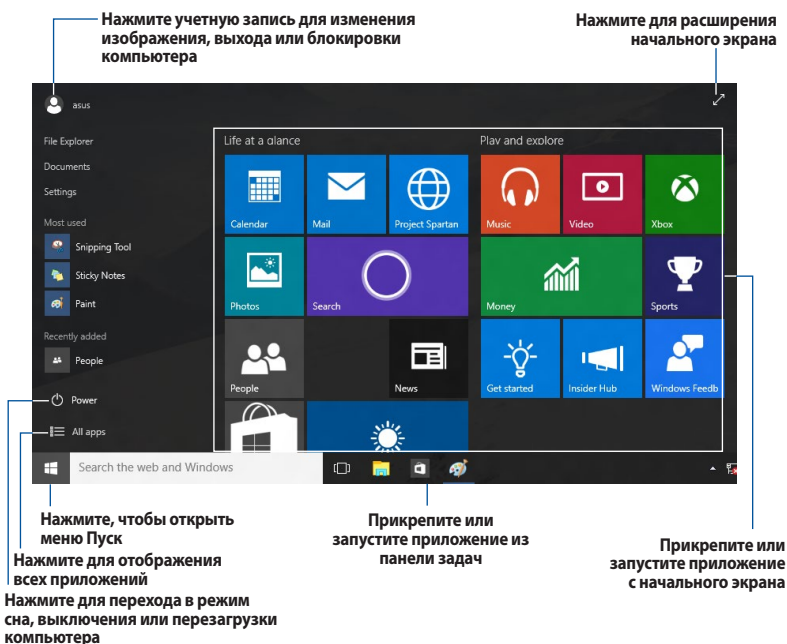 Нажмите учетную запись для изменения
изображения, выхода или блокировки
компьютера
Нажмите для расширения
начального экрана
asus
File Explorer
Documents
Settings
Most used
Snipping Tool
Sticky Notes
Paint
Recently added
People
Power
All apps
Life at a glance
Calendar
Mail
Project Spartan
Photos
Search
People
News
Play and explore
Music
Video
Xbox
Money
Sports
Get started
Insider Hub
Windows Feedb
Search the web and Windows
Нажмите, чтобы открыть
меню Пуск
Нажмите для отображения
всех приложений
Нажмите для перехода в режим
сна, выключения или перезагрузки
компьютера
Прикрепите или
запустите приложение из
панели задач
Прикрепите или
запустите приложение
с начального экрана